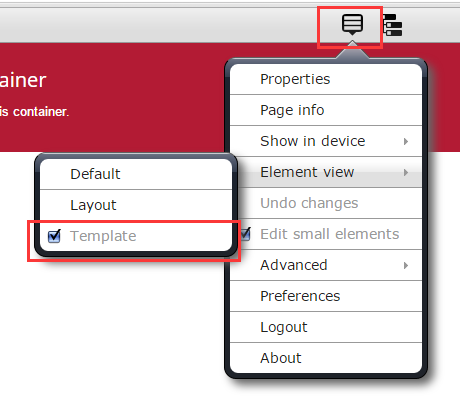 ainer
is container.
Properties
Page info
Show in device
Element view
Undo changes
Edit small elements
Advanced
Preferences
Logout
About
Default
Layout
Template